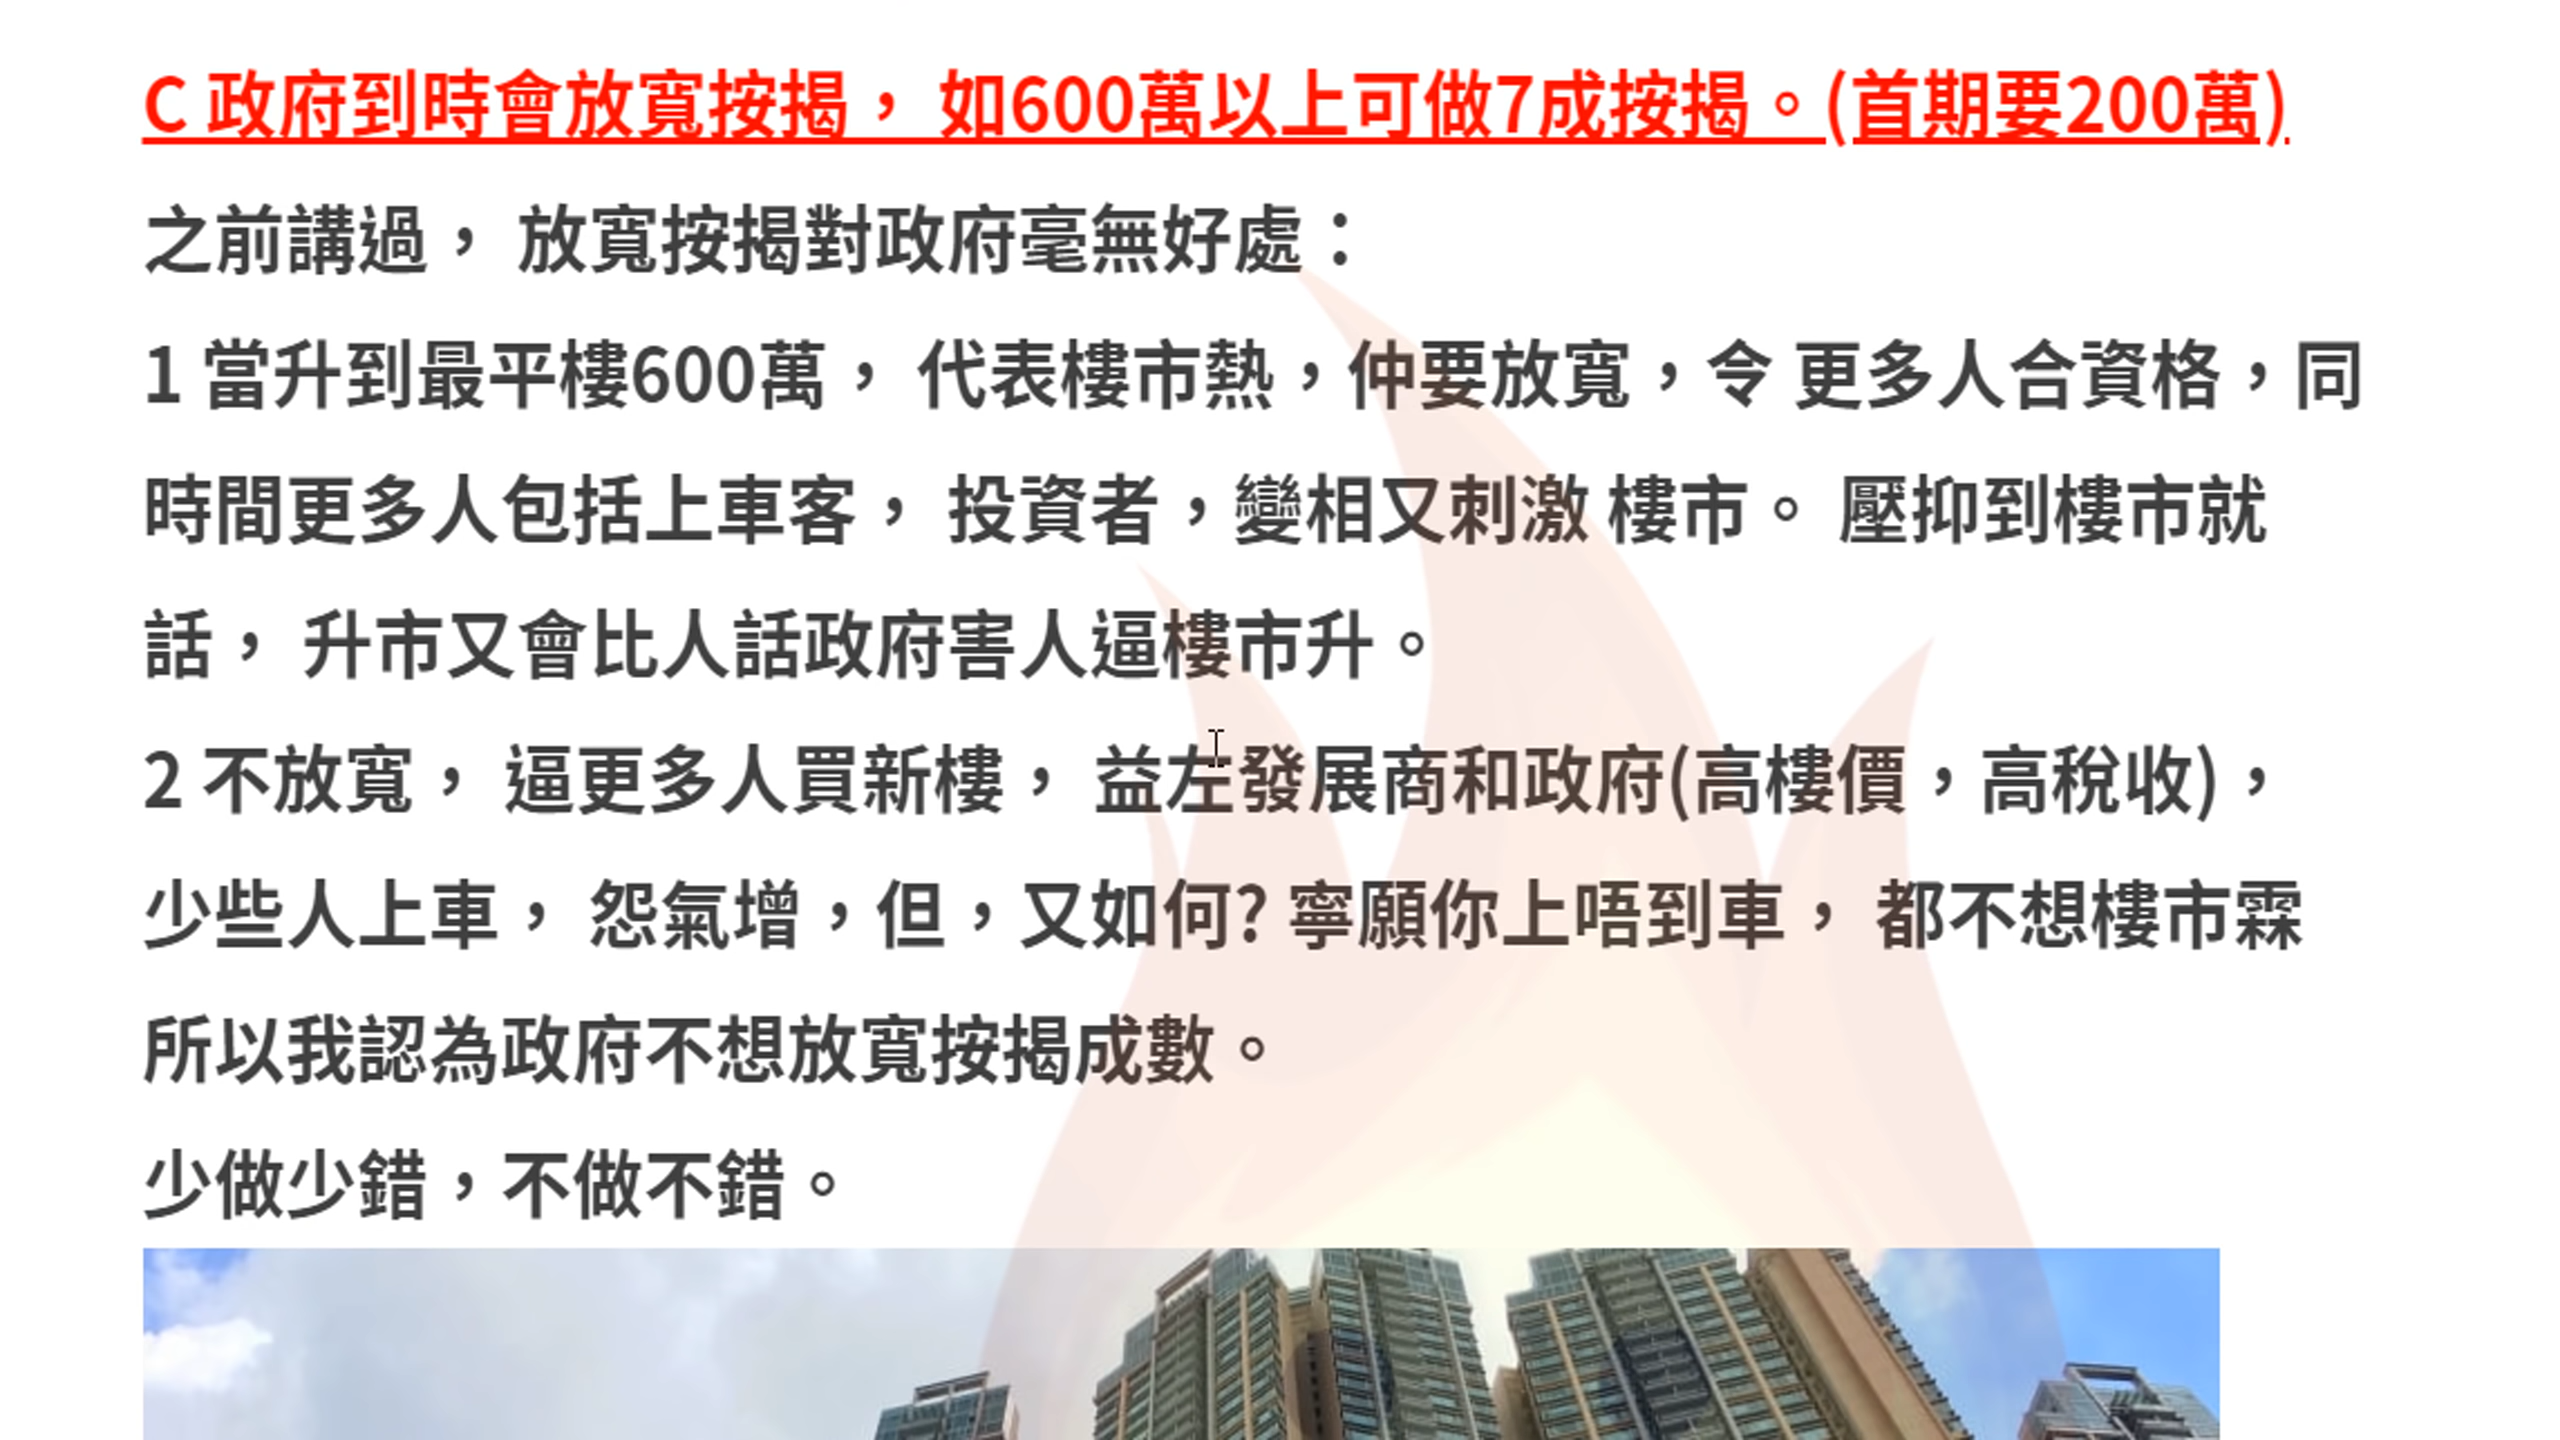 C 政府到時會放寬按揭， 如600萬以上可做7成按揭。(首期要200萬)
之前講過， 放寬按揭對政府毫無好處：
1 當升到最平樓600萬， 代表樓市熱，仲要放寬，令 更多人合資格，同
時間更多人包括上車客， 投資者，變相又刺激 樓市。 壓抑到樓市就
話， 升市又會比人話政府害人逼樓市升。
2 不放寬， 逼更多人買新樓， 益左發展商和政府(高樓價，高稅收)，
少些人上車， 怨氣增，但，又如何? 寧願你上唔到車， 都不想樓市霖
所以我認為政府不想放寬按揭成數。
少做少錯，不做不錯。